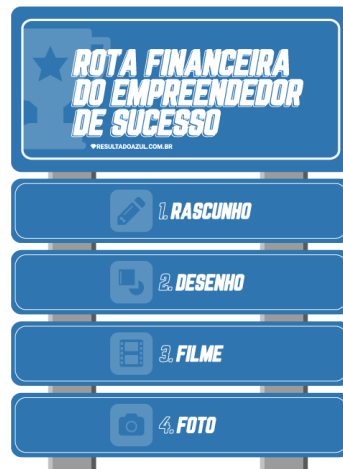 ROTA FINANCEIRA
DO EMPREENDEDOR
DE SUCESSO
RESULTADOAZUL.COM.BR
1. RASCUNHO
2. DESENHO
3. FILME
4. FOTO